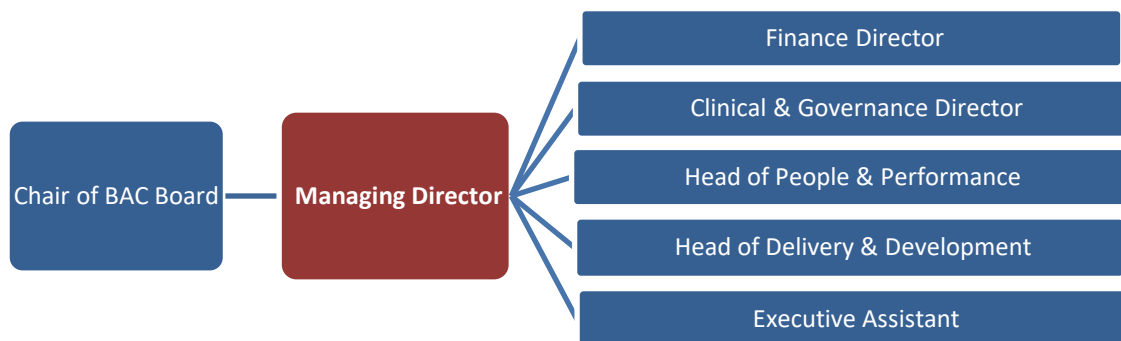 Chair of BAC Board
Managing Director
Finance Director
Clinical & Governance Director
Head of People & Performance
Head of Delivery & Development
Executive Assistant